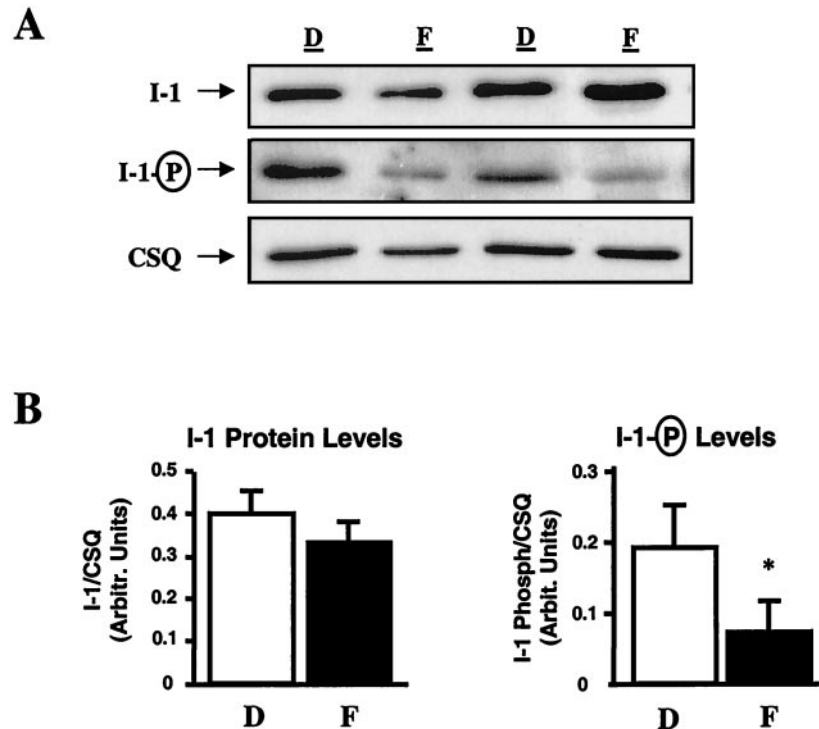 A
D F D F
I-1
I-1-P
CSQ
B
I-1 Protein Levels
I-1/CSQ
(Arbitr. Units)
0.5
0.4
0.3
0.2
0.1
0
D F
I-1-P Levels
I-1 Phosph/CSQ
(Arbit. Units)
0.3
0.2
0.1
0
*
D F